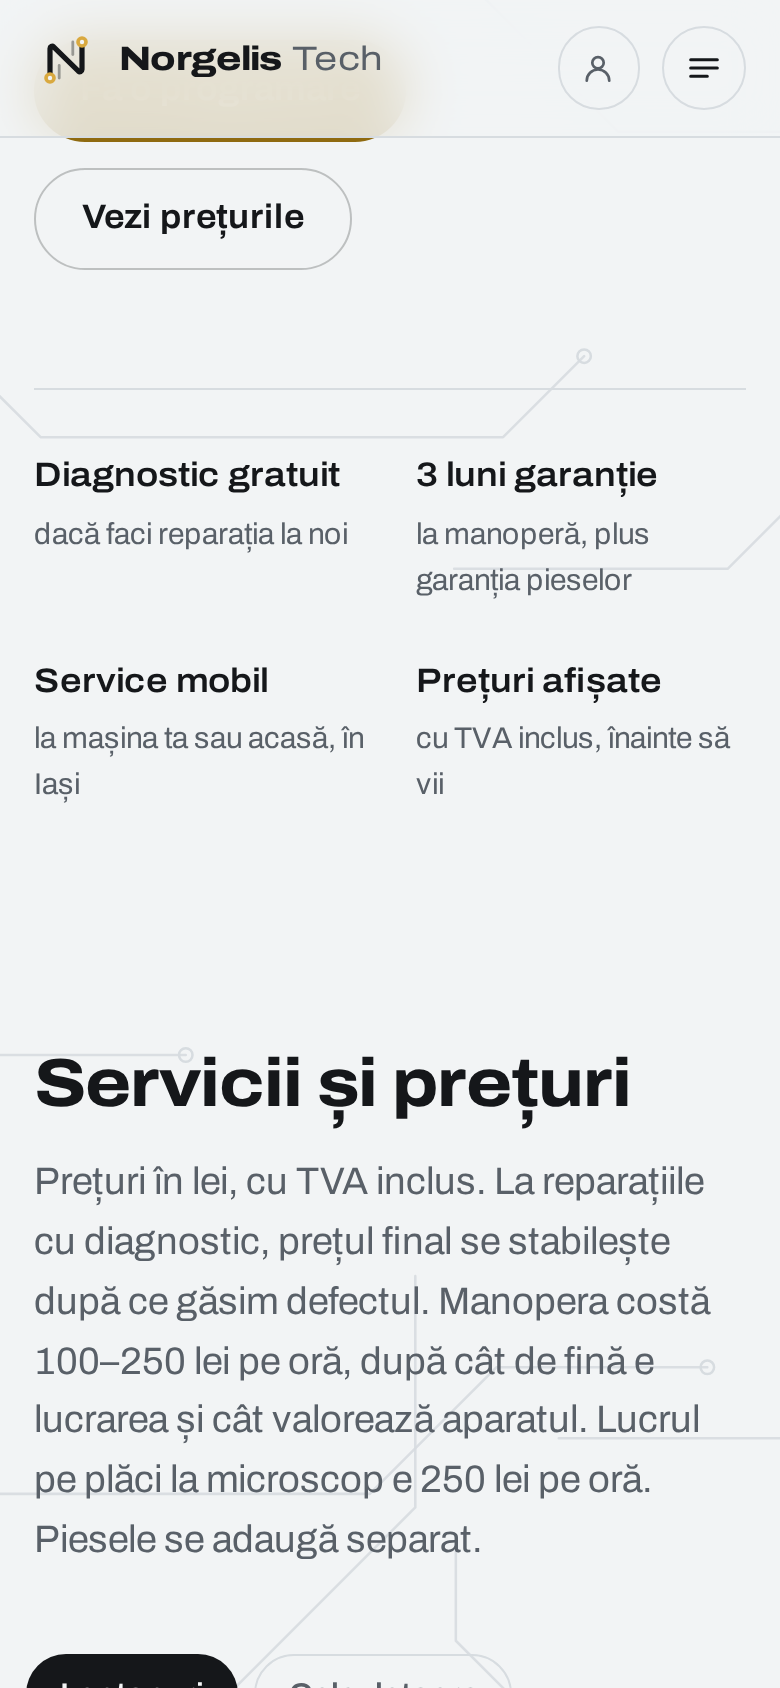 Norgelis Tech
Vezi prețurile
Diagnostic gratuit
dacă faci reparația la noi
3 luni garanție
la manoperă, plus
garanția pieselor
Service mobil
la mașina ta sau acasă, în
Iași
Prețuri afișate
cu TVA inclus, înainte să
vii
Servicii și prețuri
Prețuri în lei, cu TVA inclus. La reparațiile
cu diagnostic, prețul final se stabilește
după ce găsim defectul. Manopera costă
100–250 lei pe oră, după cât de fină e
lucrarea și cât valorează aparatul. Lucrul
pe plăci la microscop e 250 lei pe oră.
Piesele se adaugă separat.